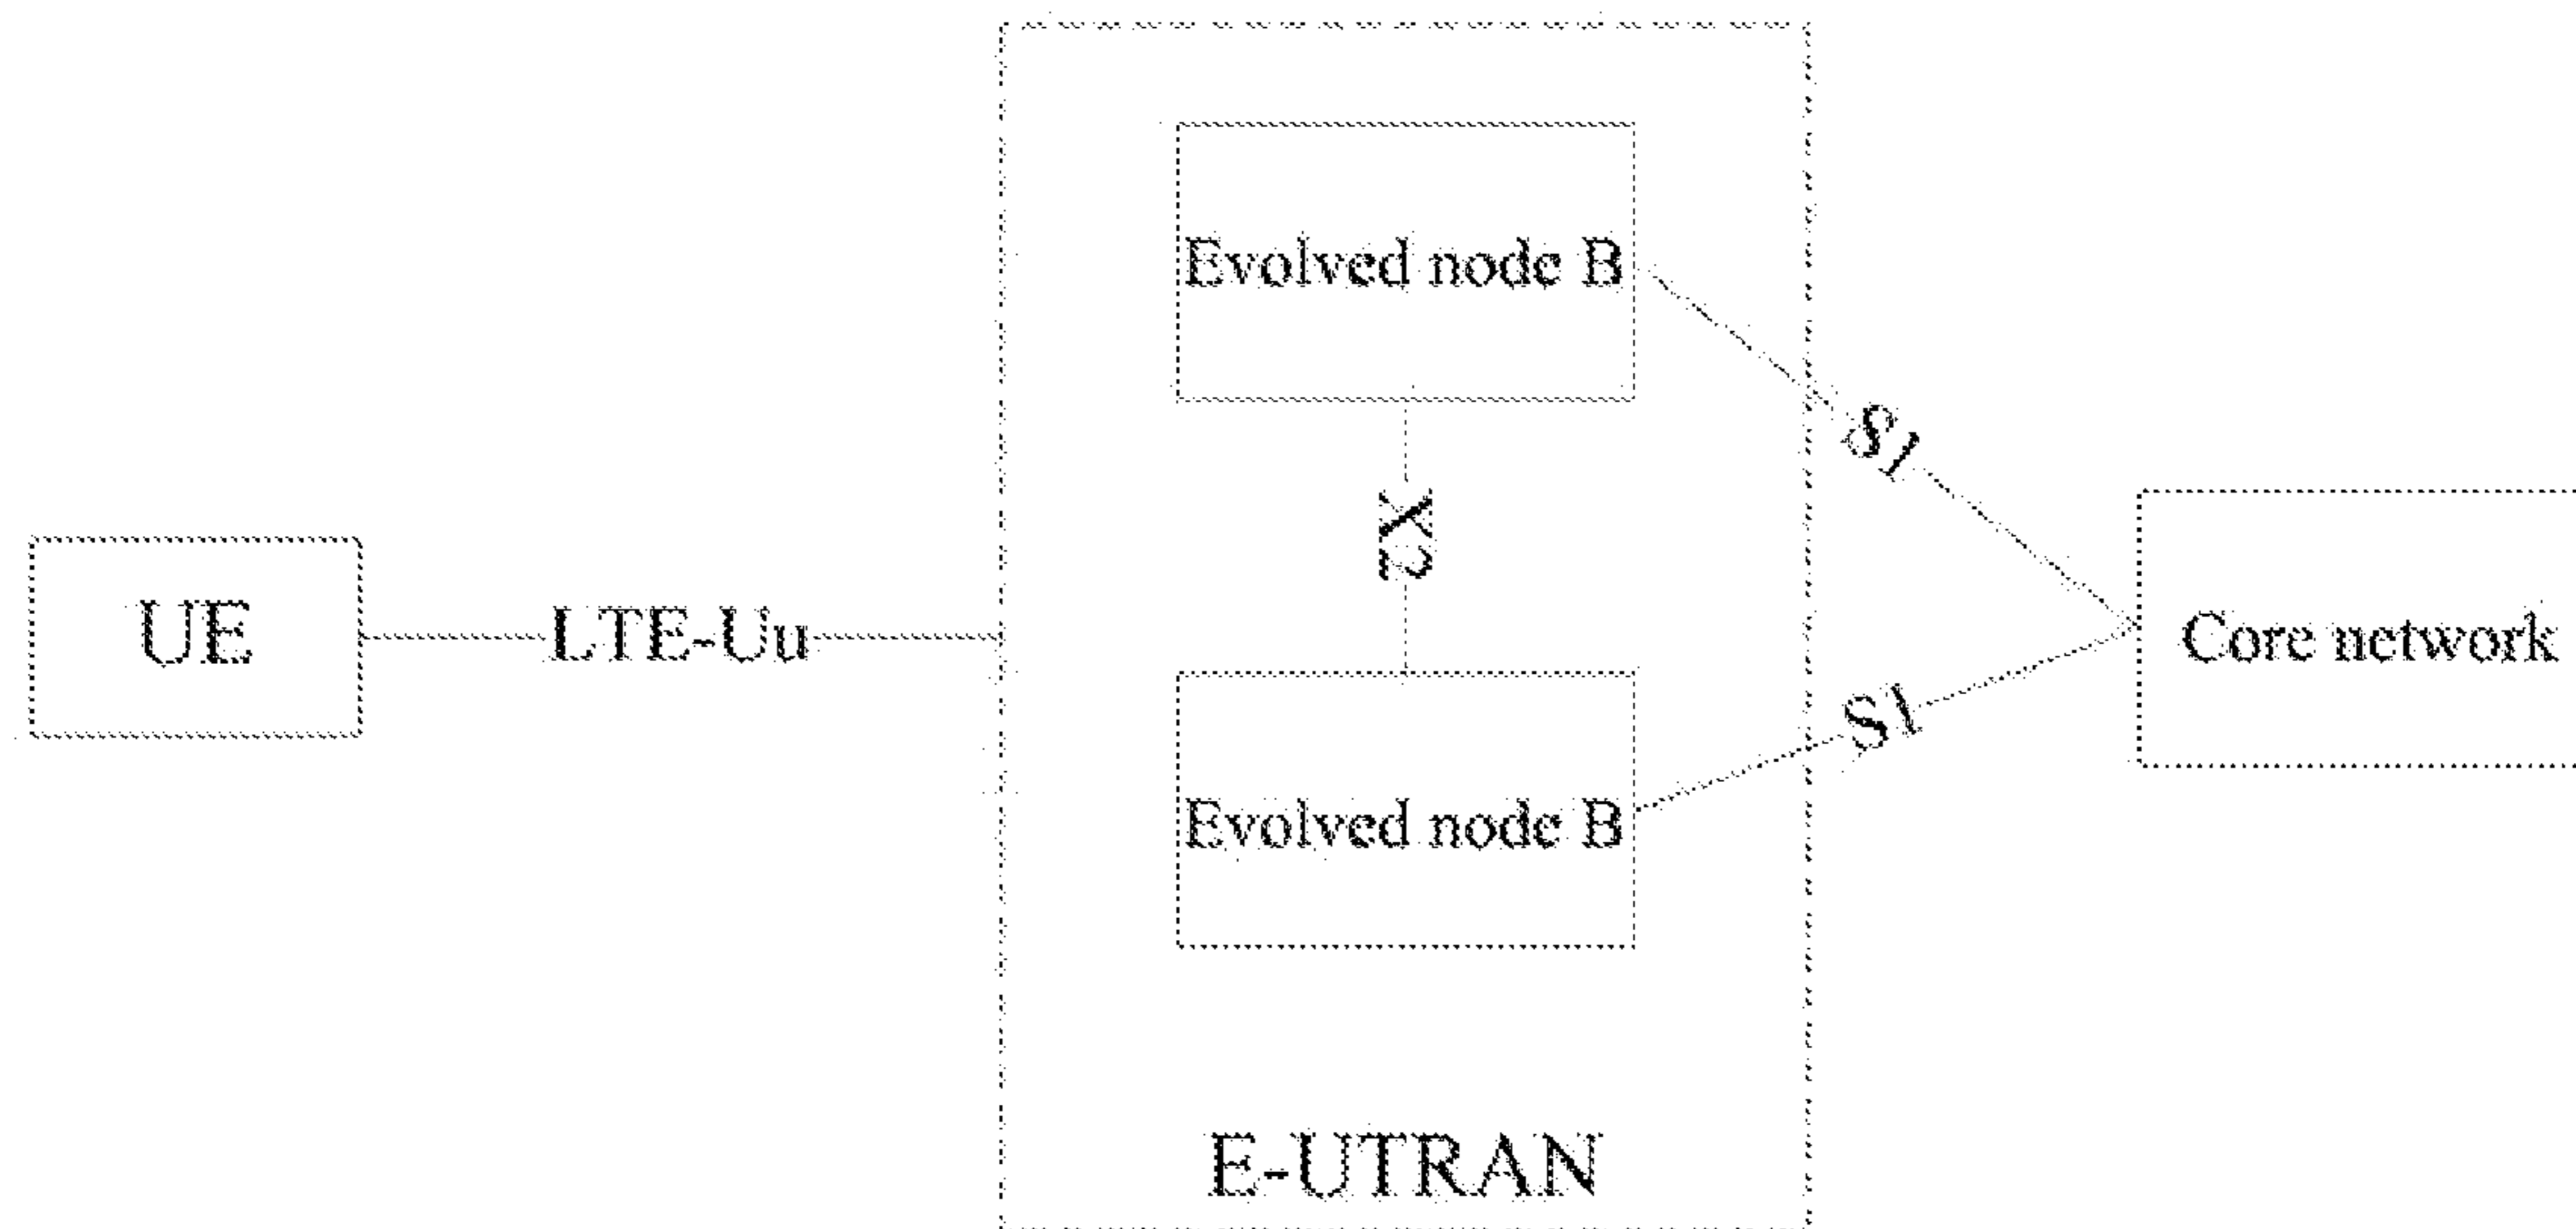 Evolved node B
S1
X2
UE
LTE-Uu
Core network
S1
Evolved node B
E-UTRAN